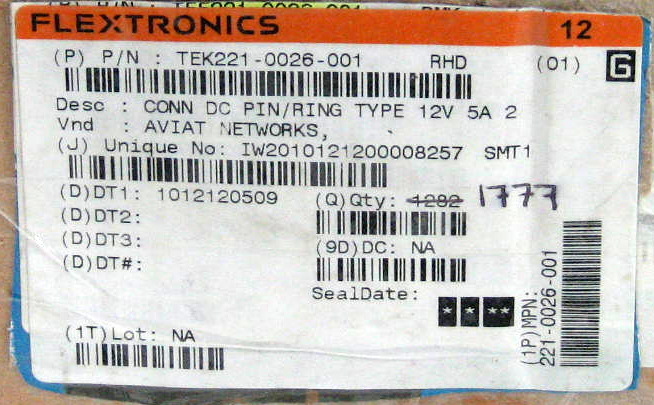 FLEXTRONICS 12
(P) P/N : TEK221-0026-001 RHD (01) G
Desc : CONN DC PIN/RING TYPE 12V 5A 2
Vnd : AVIAT NETWORKS,
(J) Unique No: IW2010121200008257 SMT1
(D)DT1: 1012120509 (Q)Qty: 1282 1777
(D)DT2:
(D)DT3: (9D)DC: NA
(D)DT#:
SealDate: * * **
(1T)Lot: NA
(1P)MPN:
221-0026-001